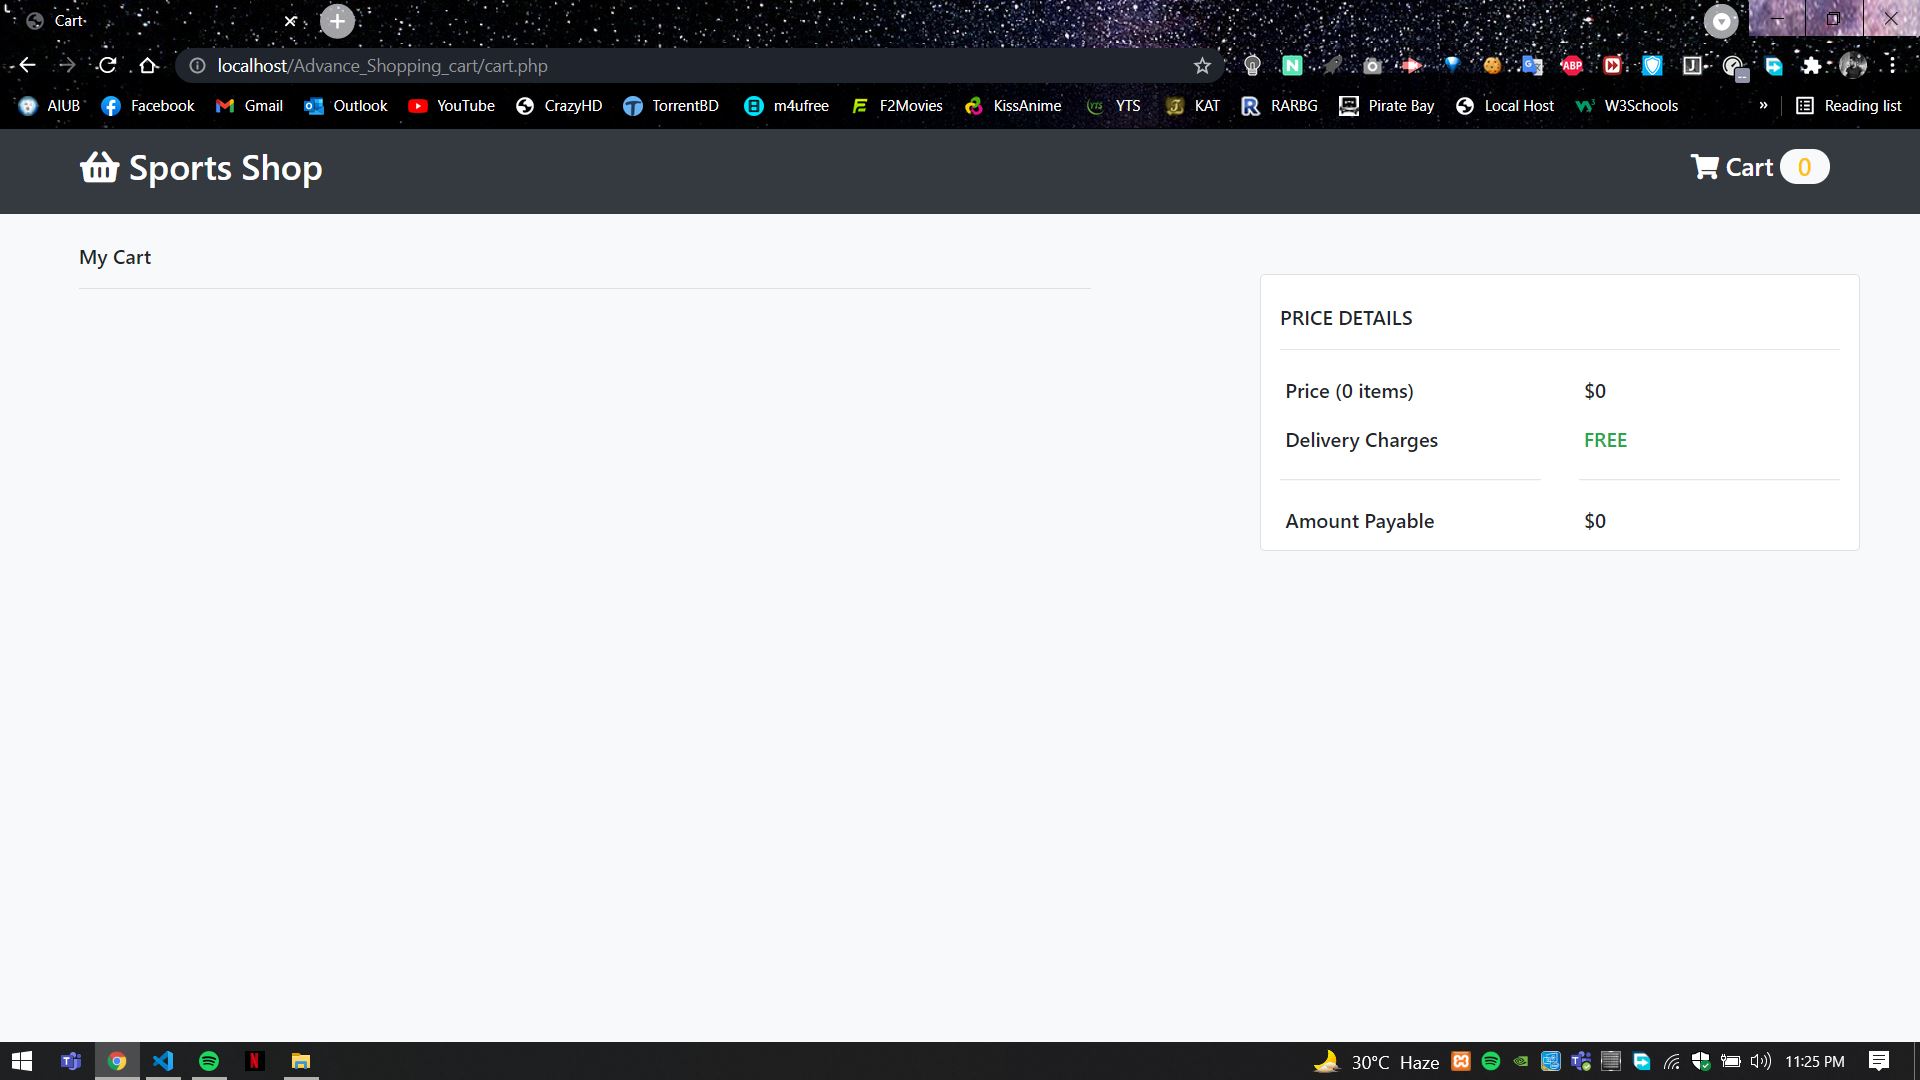 Cart
localhost/Advance_Shopping_cart/cart.php
AIUB Facebook Gmail Outlook YouTube CrazyHD TorrentBD m4ufree F2Movies KissAnime YTS KAT RARBG Pirate Bay Local Host W3Schools » Reading list
Sports Shop
Cart 0
My Cart
PRICE DETAILS
Price (0 items) $0
Delivery Charges FREE
Amount Payable $0
30°C Haze 11:25 PM